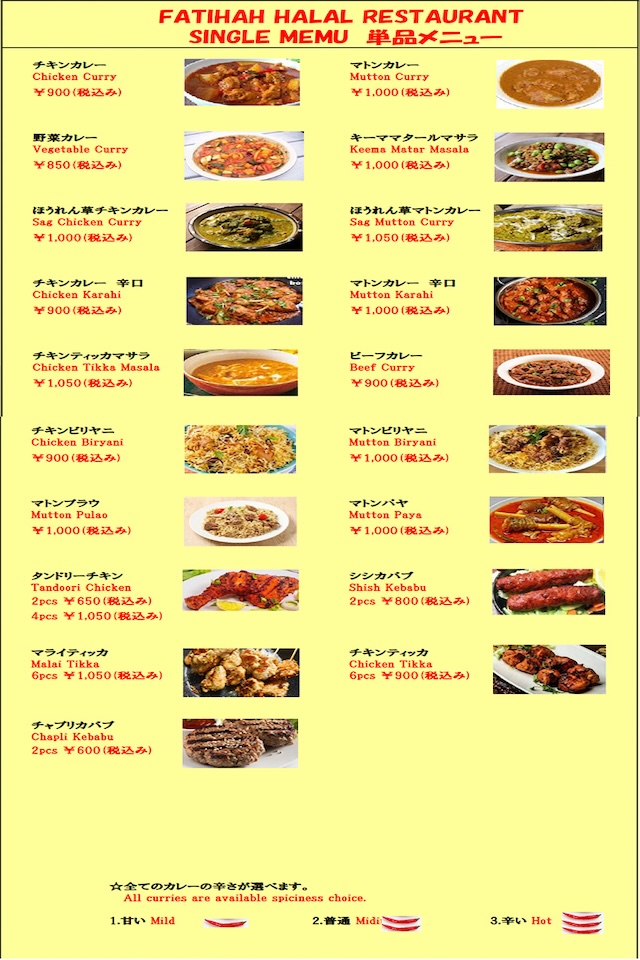 FATIHAH HALAL RESTAURANT
SINGLE MEMU 単品メニュー
チキンカレー
Chicken Curry
￥900(税込み)
マトンカレー
Mutton Curry
￥1,000(税込み)
野菜カレー
Vegetable Curry
￥850(税込み)
キーママタールマサラ
Keema Matar Masala
￥1,000(税込み)
ほうれん草チキンカレー
Sag Chicken Curry
￥1,000(税込み)
ほうれん草マトンカレー
Sag Mutton Curry
￥1,050(税込み)
チキンカレー 辛口
Chicken Karahi
￥900(税込み)
マトンカレー 辛口
Mutton Karahi
￥1,000(税込み)
チキンティッカマサラ
Chicken Tikka Masala
￥1,050(税込み)
ビーフカレー
Beef Curry
￥900(税込み)
チキンビリヤニ
Chicken Biryani
￥900(税込み)
マトンビリヤニ
Mutton Biryani
￥1,000(税込み)
マトンプラウ
Mutton Pulao
￥1,000(税込み)
マトンパヤ
Mutton Paya
￥1,000(税込み)
タンドリーチキン
Tandoori Chicken
2pcs ￥650(税込み)
4pcs ￥1,050(税込み)
シシカバブ
Shish Kebabu
2pcs ￥800(税込み)
マライティッカ
Malai Tikka
6pcs ￥1,050(税込み)
チキンティッカ
Chicken Tikka
6pcs ￥900(税込み)
チャプリカバブ
Chapli Kebabu
2pcs ￥600(税込み)
☆全てのカレーの辛さが選べます。
All curries are available spiciness choice.
1.甘い Mild 2.普通 Midi 3.辛い Hot